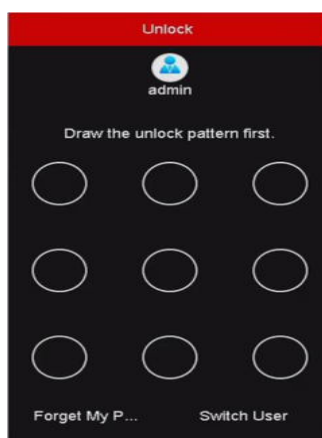 Unlock
admin
Draw the unlock pattern first.
Forget My P... Switch User